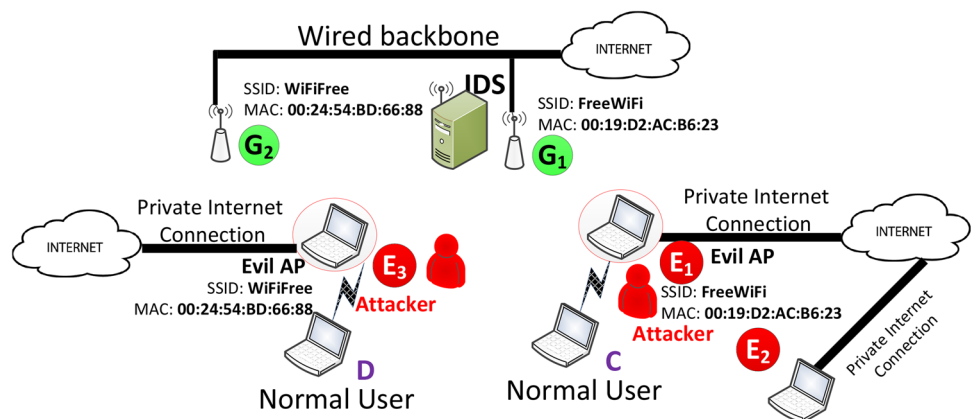 Wired backbone
INTERNET
SSID: WiFiFree
MAC: 00:24:54:BD:66:88
IDS
SSID: FreeWiFi
MAC: 00:19:D2:AC:B6:23
G2
G1
INTERNET
Private Internet
Connection
Evil AP
E3
Attacker
SSID: WiFiFree
MAC: 00:24:54:BD:66:88
D
Normal User
Private Internet
Connection
INTERNET
E1
Evil AP
SSID: FreeWiFi
MAC: 00:19:D2:AC:B6:23
Attacker
E2
C
Normal User
Private Internet
Connection